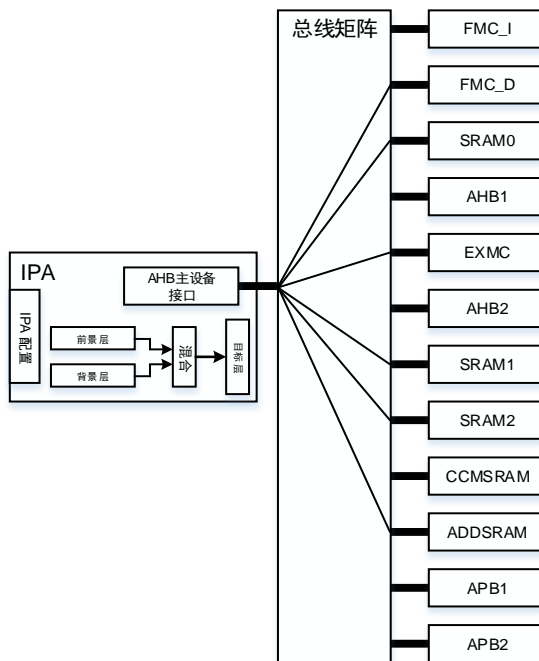 总线矩阵
FMC_I
FMC_D
SRAM0
AHB1
EXMC
AHB2
SRAM1
SRAM2
CCMSRAM
ADDSRAM
APB1
APB2
IPA
AHB主设备
接口
IPA 配置
前景层
背景层
混合
目标层